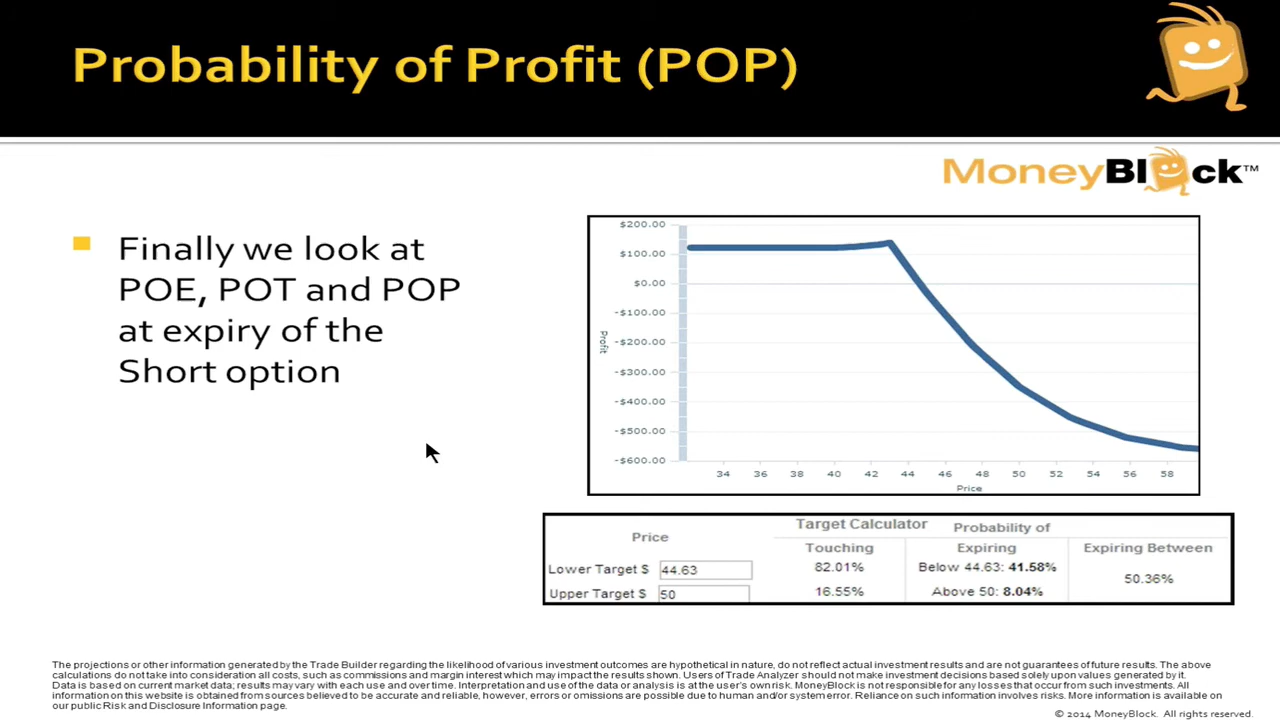 Probability of Profit (POP)
MoneyBlock™
Finally we look at
POE, POT and POP
at expiry of the
Short option
$200.00
$100.00
$0.00
-$100.00
-$200.00
-$300.00
-$400.00
-$500.00
-$600.00
Profit
34 36 38 40 42 44 46 48 50 52 54 56 58
Price
Target Calculator Probability of
Price
Touching Expiring Expiring Between
Lower Target $ 44.63 82.01% Below 44.63: 41.58%
50.36%
Upper Target $ 50 16.55% Above 50: 8.04%
The projections or other information generated by the Trade Builder regarding the likelihood of various investment outcomes are hypothetical in nature, do not reflect actual investment results and are not guarantees of future results. The above
calculations do not take into consideration all costs, such as commissions and margin interest which may impact the results shown. Users of Trade Analyzer should not make investment decisions based solely upon values generated by it.
Data is based on current market data; results may vary with each use and over time. Interpretation and use of the data or analysis is at the user's own risk. MoneyBlock is not responsible for any losses that occur from such investments. All
information on this website is obtained from sources believed to be accurate and reliable, however, errors or omissions are possible due to human and/or system error. Reliance on such information involves risks. More information is available on
our public Risk and Disclosure Information page.
© 2014 MoneyBlock. All rights reserved.